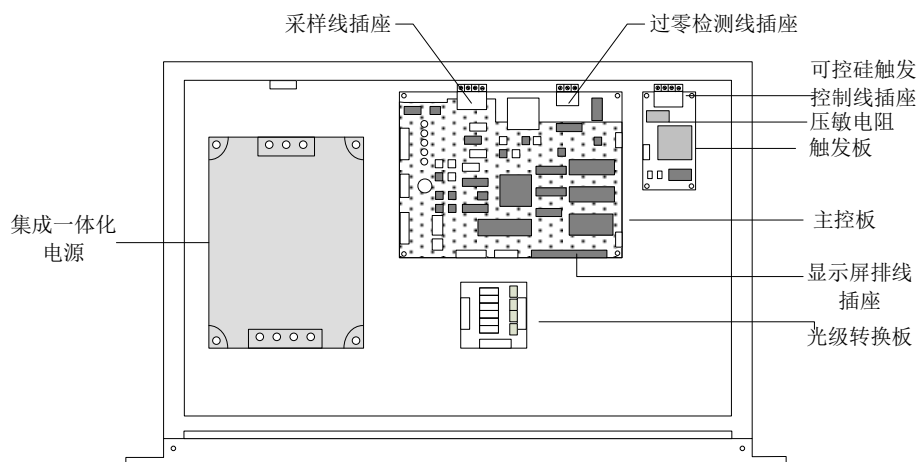 采样线插座
过零检测线插座
可控硅触发
控制线插座
压敏电阻
触发板
集成一体化
电源
主控板
显示屏排线
插座
光级转换板